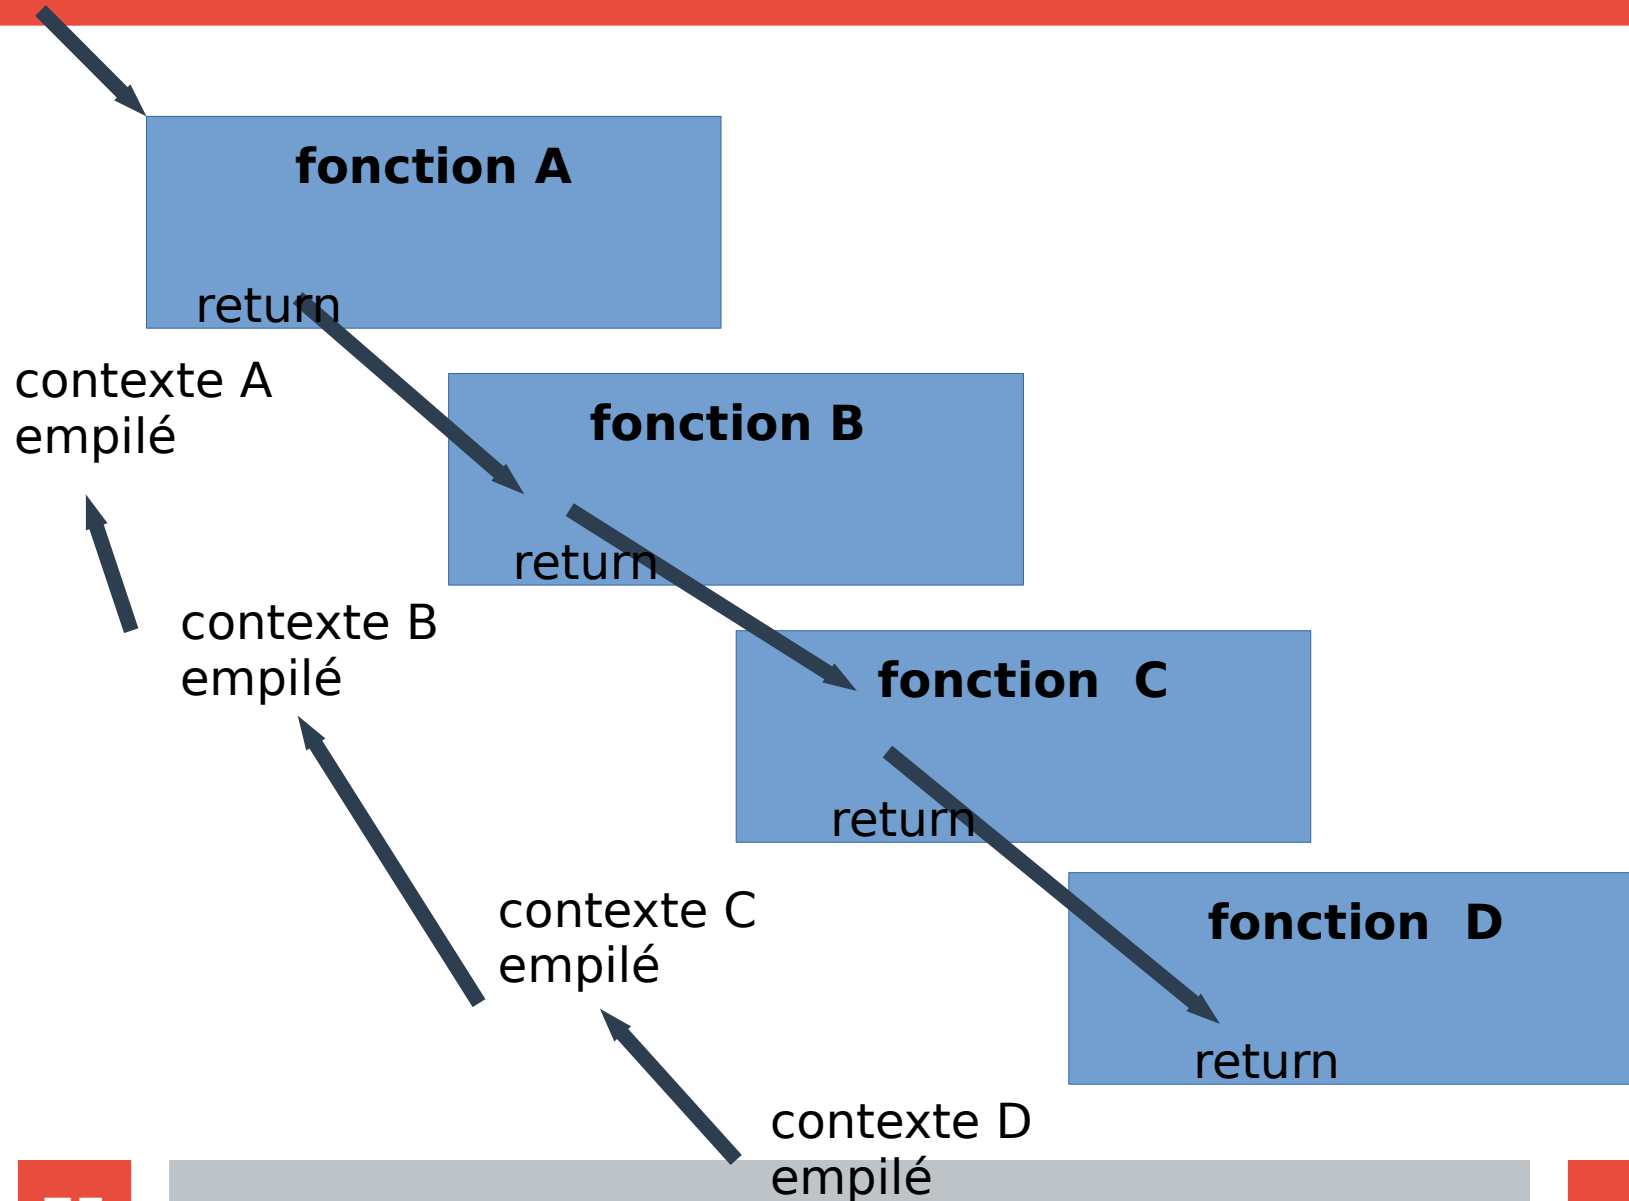 fonction A
return
contexte A
empilé
fonction B
return
contexte B
empilé
fonction  C
return
contexte C
empilé
fonction  D
return
contexte D
empilé